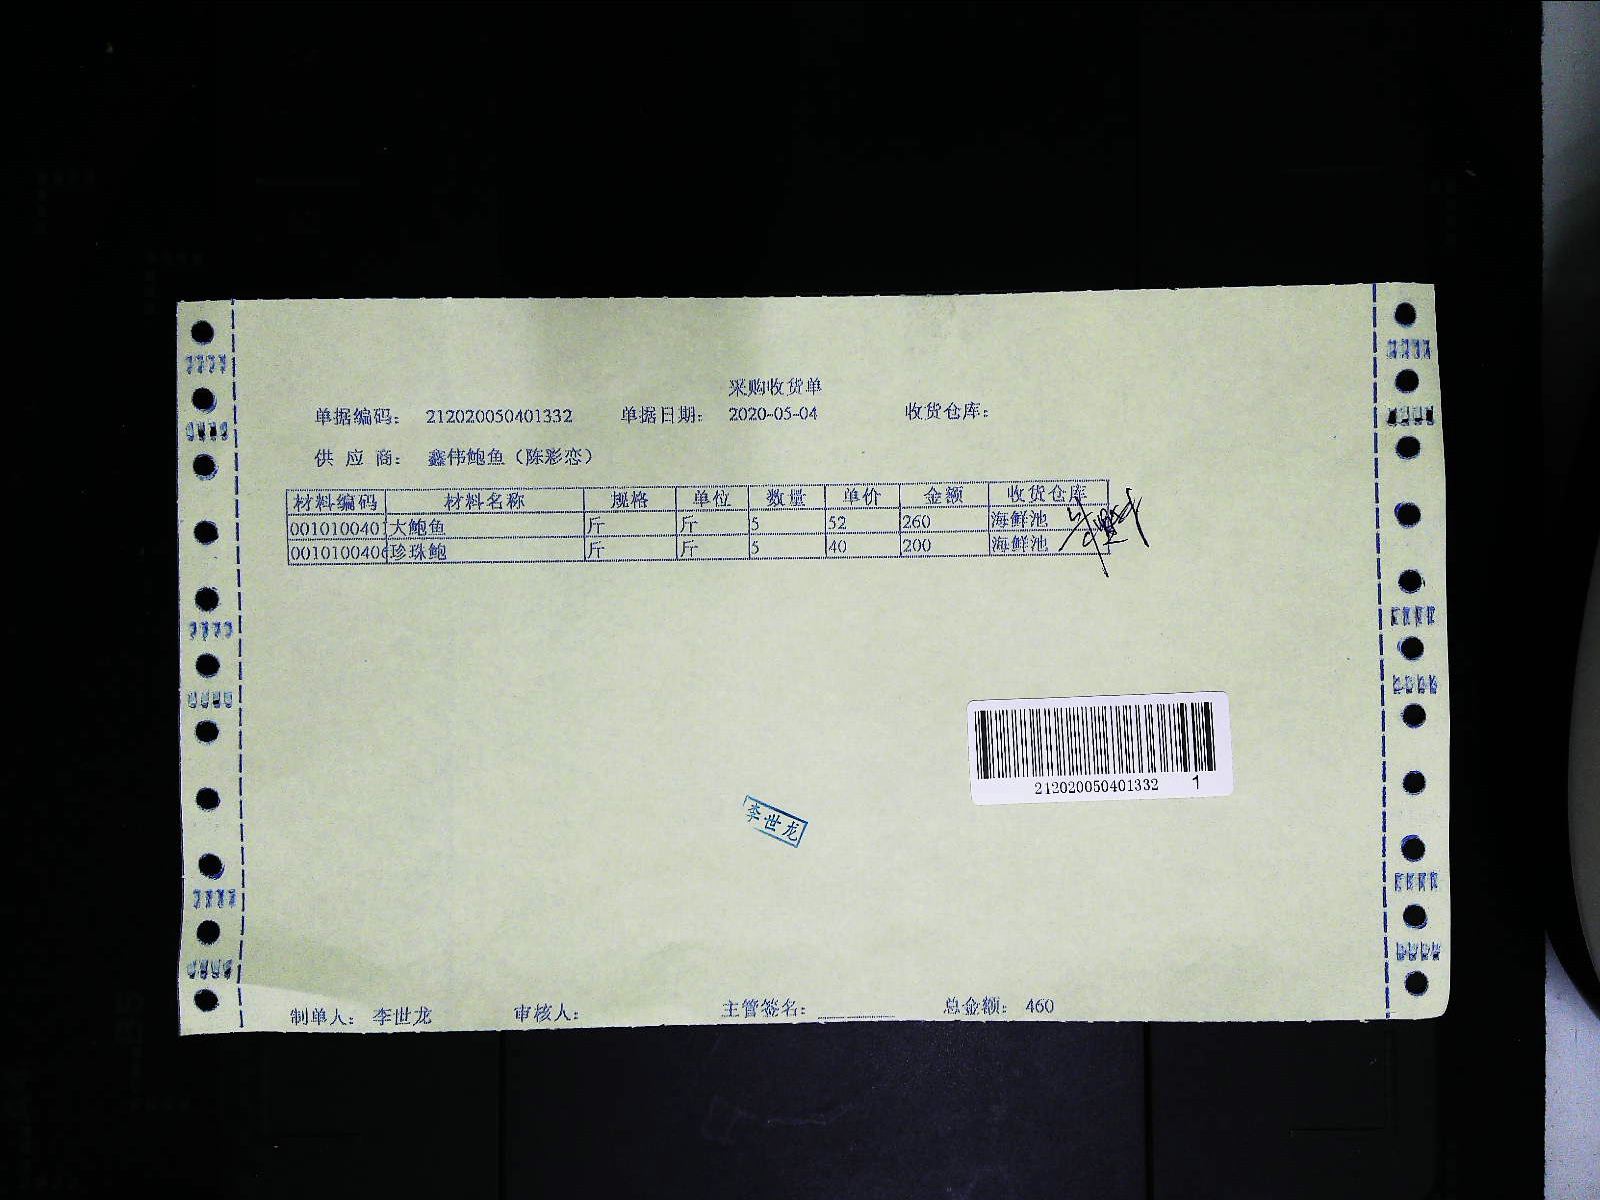 采购收货单
单据编码： 212020050401332 单据日期： 2020-05-04 收货仓库：
供 应 商： 鑫伟鲍鱼（陈彩恋）
材料编码 材料名称 规格 单位 数量 单价 金额 收货仓库
001010040 大鲍鱼 斤 斤 5 52 260 海鲜池
001010040 珍珠鲍 斤 斤 5 40 200 海鲜池
212020050401332 1
李世龙
制单人： 李世龙 审核人： 主管签名： 总金额： 460